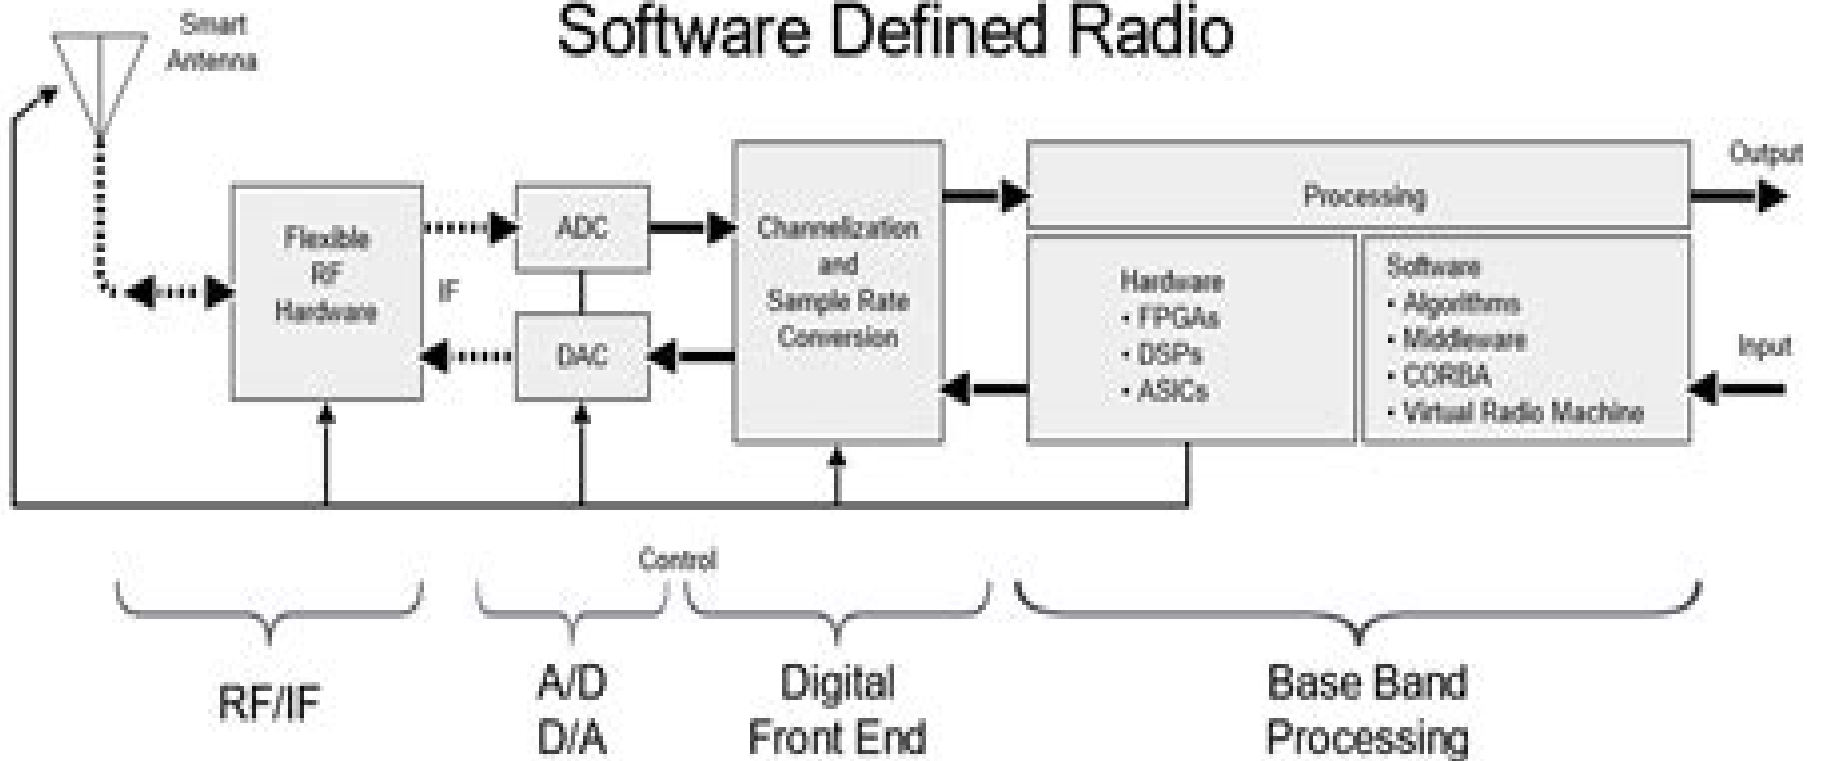 Software Defined Radio
Smart
Antenna
Flexible
RF
Hardware
IF
ADC
DAC
Channelization
and
Sample Rate
Conversion
Processing
Hardware
• FPGAs
• DSPs
• ASICs
Software
• Algorithms
• Middleware
• CORBA
• Virtual Radio Machine
Output
Input
Control
RF/IF
A/D
D/A
Digital
Front End
Base Band
Processing